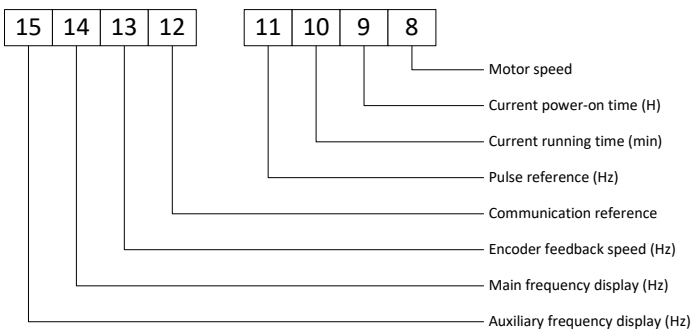 15 14 13 12 11 10 9 8
Motor speed
Current power-on time (H)
Current running time (min)
Pulse reference (Hz)
Communication reference
Encoder feedback speed (Hz)
Main frequency display (Hz)
Auxiliary frequency display (Hz)